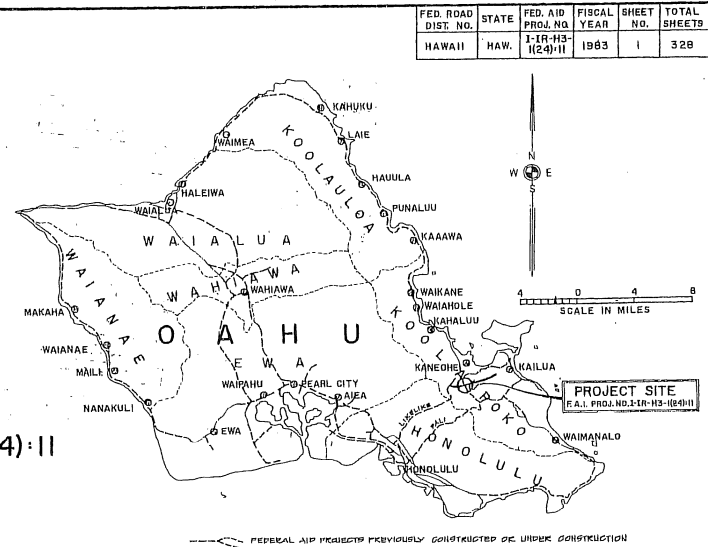 FED. ROAD DIST. NO. STATE FED. AID PROJ. NO. FISCAL YEAR SHEET NO. TOTAL SHEETS
HAWAII HAW. I-IR-H3-1(24):11 1983 1 328
KAHUKU
WAIMEA
LAIE
KOOLAULOA
HAUULA
HALEIWA
WAIALUA
PUNALUU
WAIALUA
KAAAWA
N
W E
S
WAHIAWA
WAHIAWA
WAIKANE
WAIAHOLE
KAHALUU
4 0 4 8
SCALE IN MILES
WAIANAE
MAKAHA
OAHU
KOOLAUPOKO
WAIANAE
EWA
KANEOHE
KAILUA
MAILI
WAIPAHU
PEARL CITY
AIEA
PROJECT SITE
F.A.I. PROJ. NO. I-IR-H3-1(24):11
NANAKULI
LIKELIKE
PALI
EWA
HONOLULU
WAIMANALO
4):11
HONOLULU
FEDERAL AID PROJECTS PREVIOUSLY CONSTRUCTED OR UNDER CONSTRUCTION